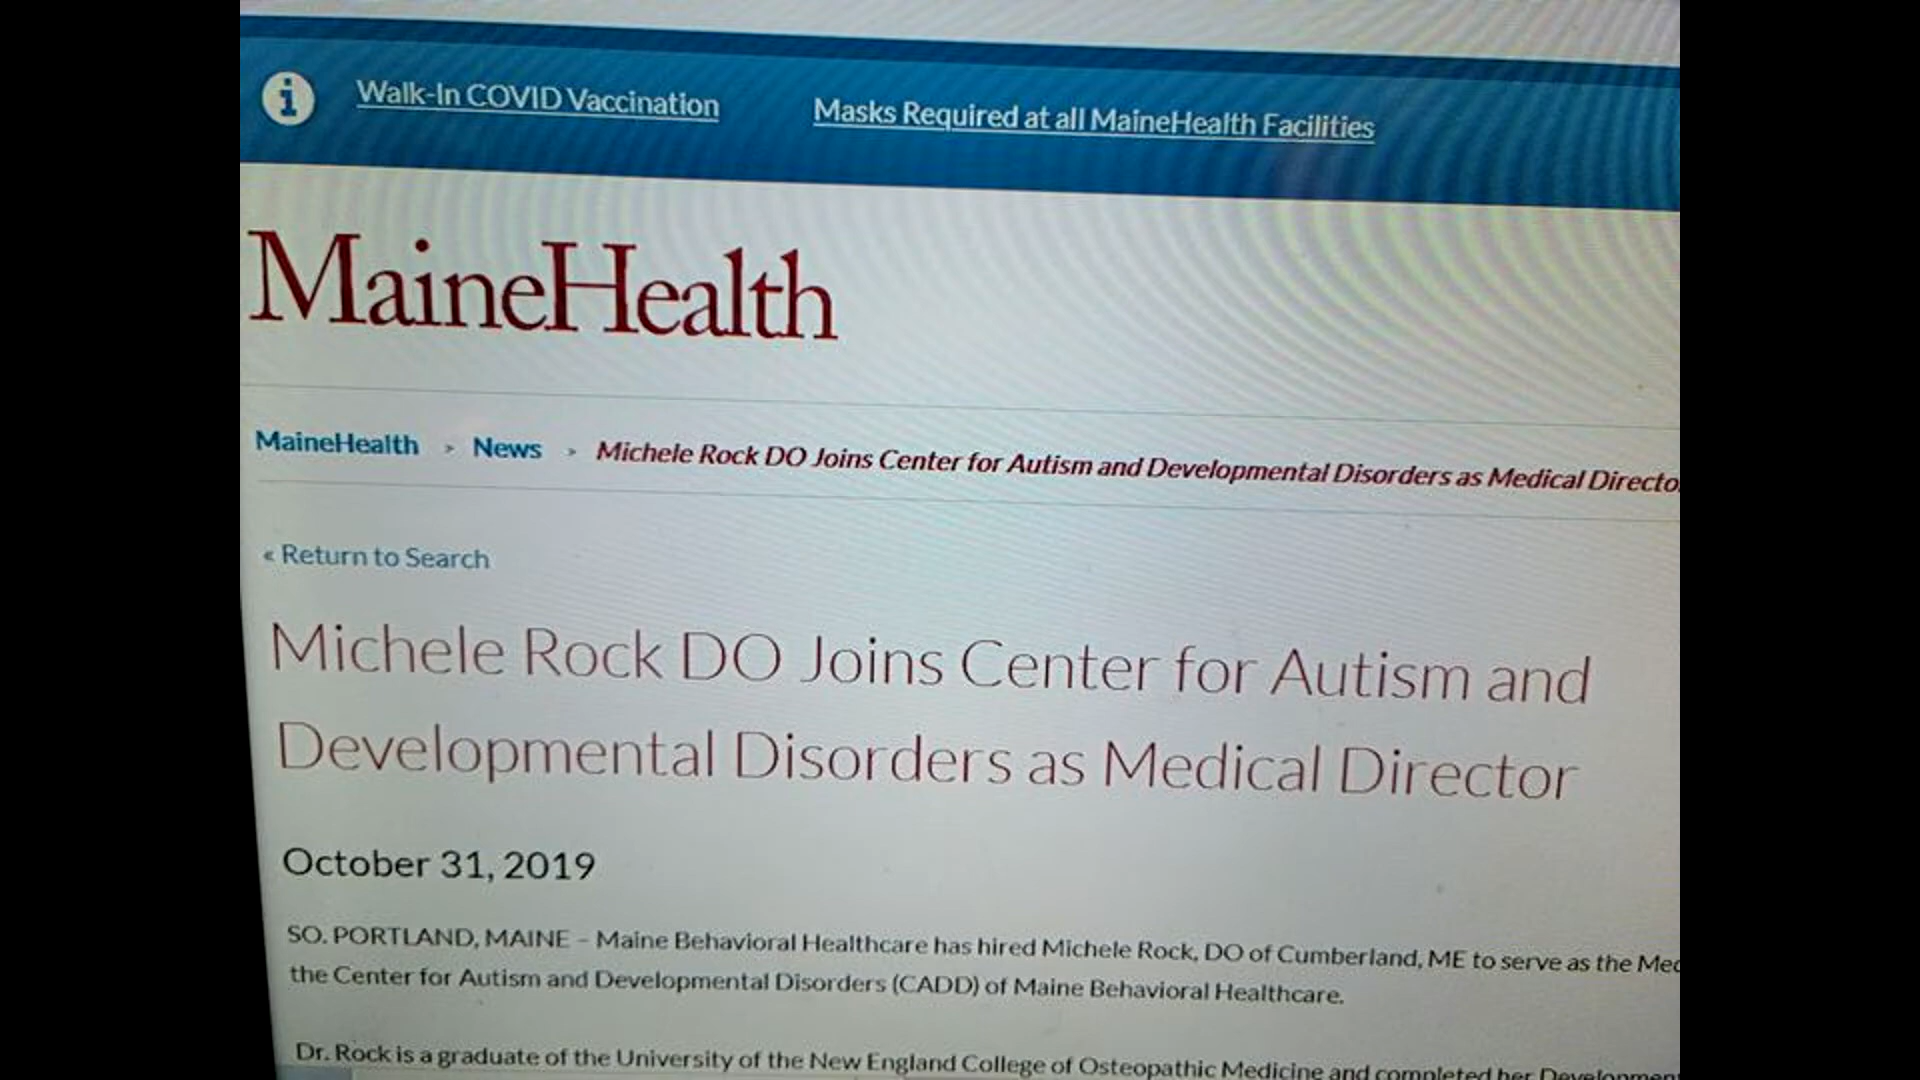 Walk-In COVID Vaccination Masks Required at all MaineHealth Facilities
MaineHealth
MaineHealth > News > Michele Rock DO Joins Center for Autism and Developmental Disorders as Medical Directo
« Return to Search
Michele Rock DO Joins Center for Autism and
Developmental Disorders as Medical Director
October 31, 2019
SO. PORTLAND, MAINE – Maine Behavioral Healthcare has hired Michele Rock, DO of Cumberland, ME to serve as the Med
the Center for Autism and Developmental Disorders (CADD) of Maine Behavioral Healthcare.
Dr. Rock is a graduate of the University of the New England College of Osteopathic Medicine and completed her Developmen